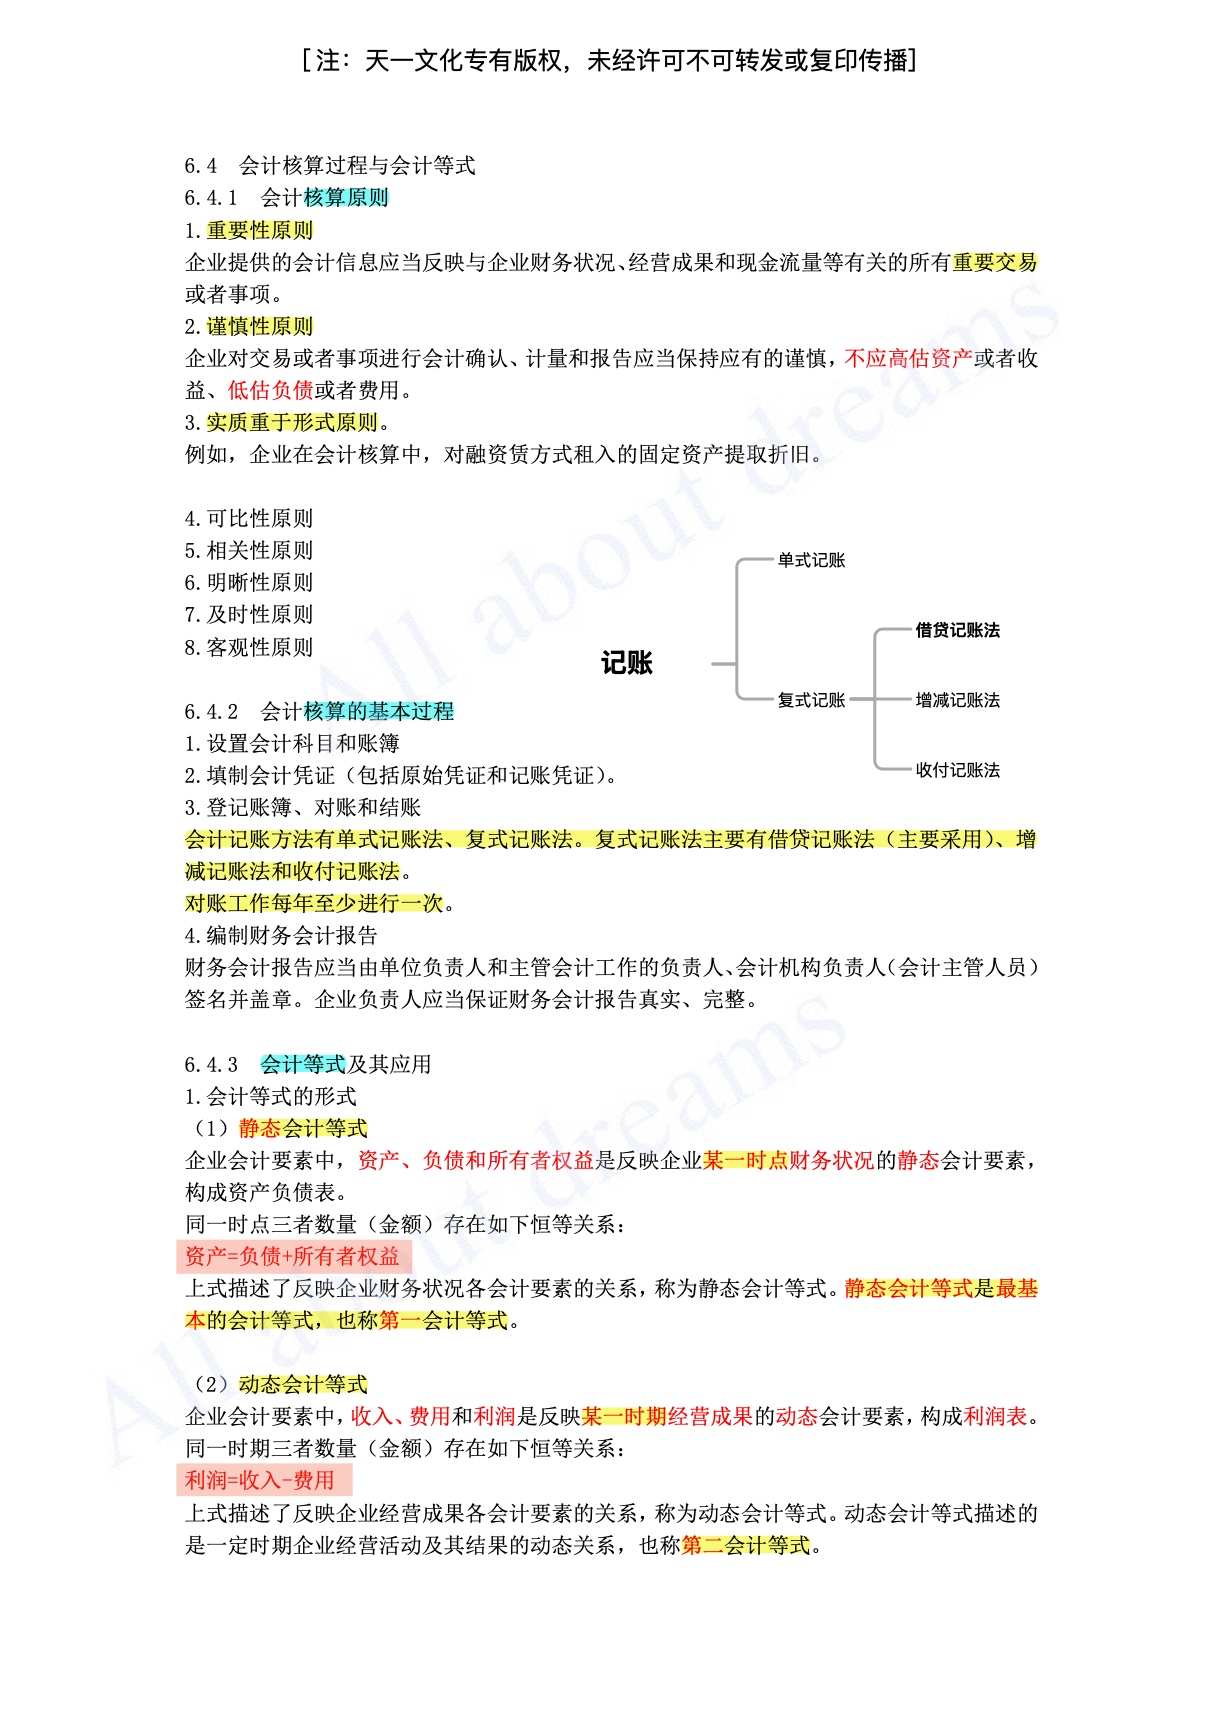 [注：天一文化专有版权，未经许可不可转发或复印传播]
6.4 会计核算过程与会计等式
6.4.1 会计核算原则
1.重要性原则
企业提供的会计信息应当反映与企业财务状况、经营成果和现金流量等有关的所有重要交易
或者事项。
2.谨慎性原则
企业对交易或者事项进行会计确认、计量和报告应当保持应有的谨慎，不应高估资产或者收
益、低估负债或者费用。
3.实质重于形式原则。
例如，企业在会计核算中，对融资赁方式租入的固定资产提取折旧。
4.可比性原则
5.相关性原则
6.明晰性原则
7.及时性原则
8.客观性原则
记账
单式记账
复式记账
借贷记账法
增减记账法
收付记账法
6.4.2 会计核算的基本过程
1.设置会计科目和账簿
2.填制会计凭证（包括原始凭证和记账凭证）。
3.登记账簿、对账和结账
会计记账方法有单式记账法、复式记账法。复式记账法主要有借贷记账法（主要采用）、增
减记账法和收付记账法。
对账工作每年至少进行一次。
4.编制财务会计报告
财务会计报告应当由单位负责人和主管会计工作的负责人、会计机构负责人（会计主管人员）
签名并盖章。企业负责人应当保证财务会计报告真实、完整。
6.4.3 会计等式及其应用
1.会计等式的形式
（1）静态会计等式
企业会计要素中，资产、负债和所有者权益是反映企业某一时点财务状况的静态会计要素，
构成资产负债表。
同一时点三者数量（金额）存在如下恒等关系：
资产=负债+所有者权益
上式描述了反映企业财务状况各会计要素的关系，称为静态会计等式。静态会计等式是最基
本的会计等式，也称第一会计等式。
（2）动态会计等式
企业会计要素中，收入、费用和利润是反映某一时期经营成果的动态会计要素，构成利润表。
同一时期三者数量（金额）存在如下恒等关系：
利润=收入-费用
上式描述了反映企业经营成果各会计要素的关系，称为动态会计等式。动态会计等式描述的
是一定时期企业经营活动及其结果的动态关系，也称第二会计等式。
All about dreams
All about dreams